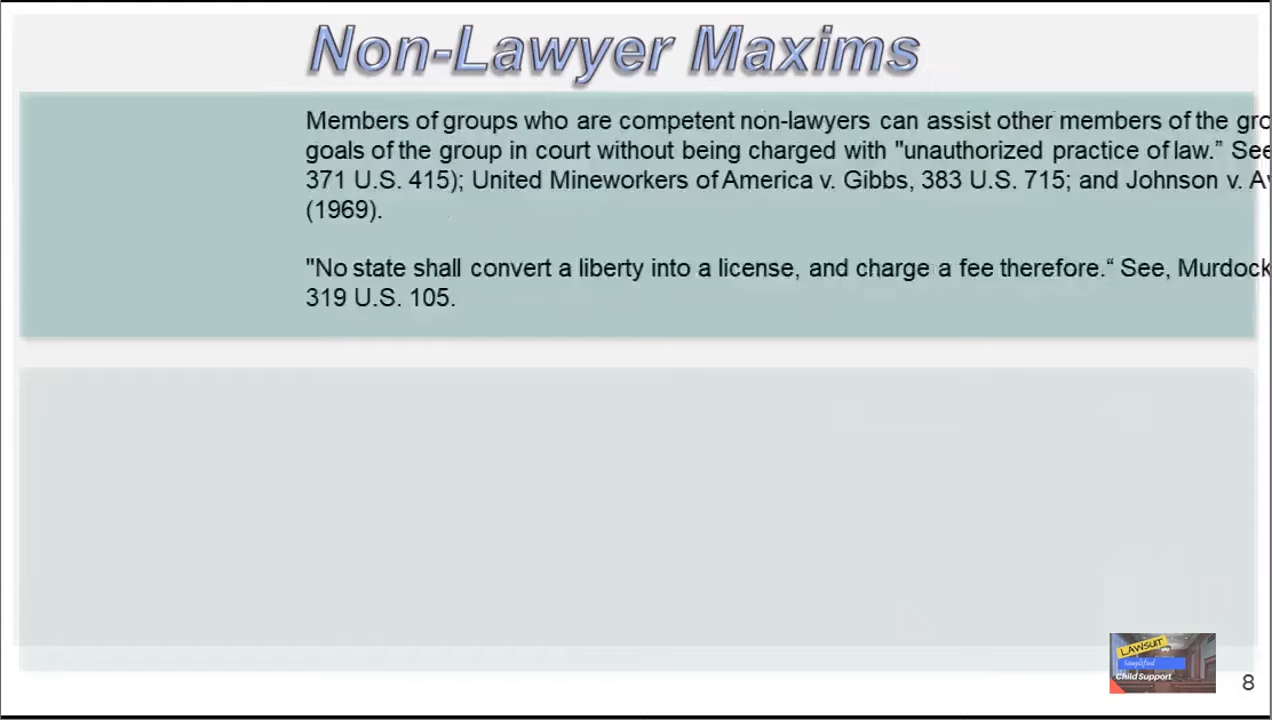 Non-Lawyer Maxims
Members of groups who are competent non-lawyers can assist other members of the
goals of the group in court without being charged with "unauthorized practice of law.” See
371 U.S. 415); United Mineworkers of America v. Gibbs, 383 U.S. 715; and Johnson v.
(1969).
"No state shall convert a liberty into a license, and charge a fee therefore.“ See, Murdock
319 U.S. 105.
LAWSUIT
Simplified
Child Support
8